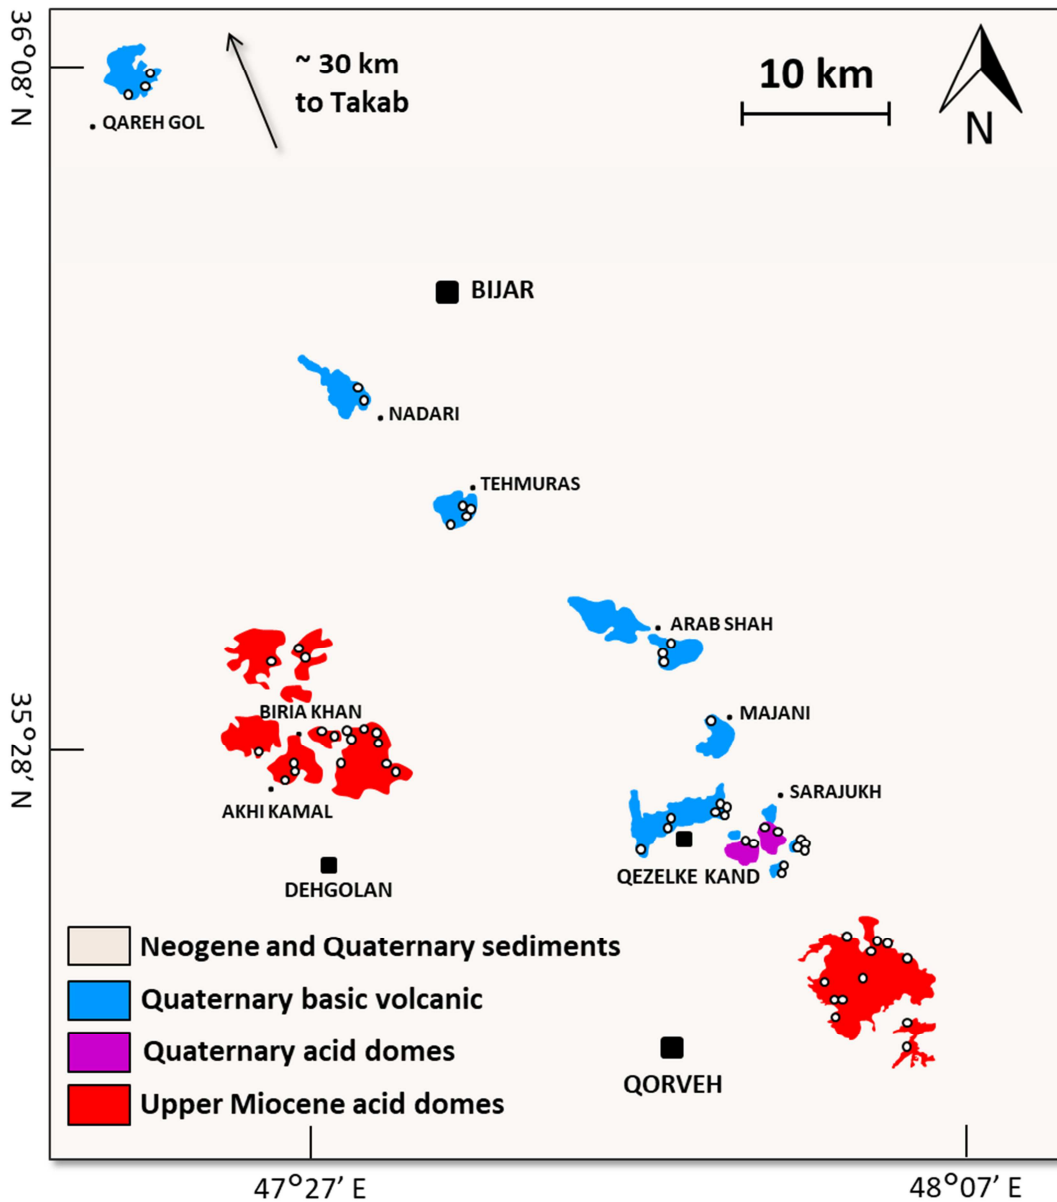 36°08' N
~ 30 km
to Takab
10 km
N
QAREH GOL
BIJAR
NADARI
TEHMURAS
ARAB SHAH
BIRIA KHAN
MAJANI
35°28' N
SARAJUKH
AKHI KAMAL
QEZELKE KAND
DEHGOLAN
Neogene and Quaternary sediments
Quaternary basic volcanic
Quaternary acid domes
Upper Miocene acid domes
QORVEH
47°27' E
48°07' E